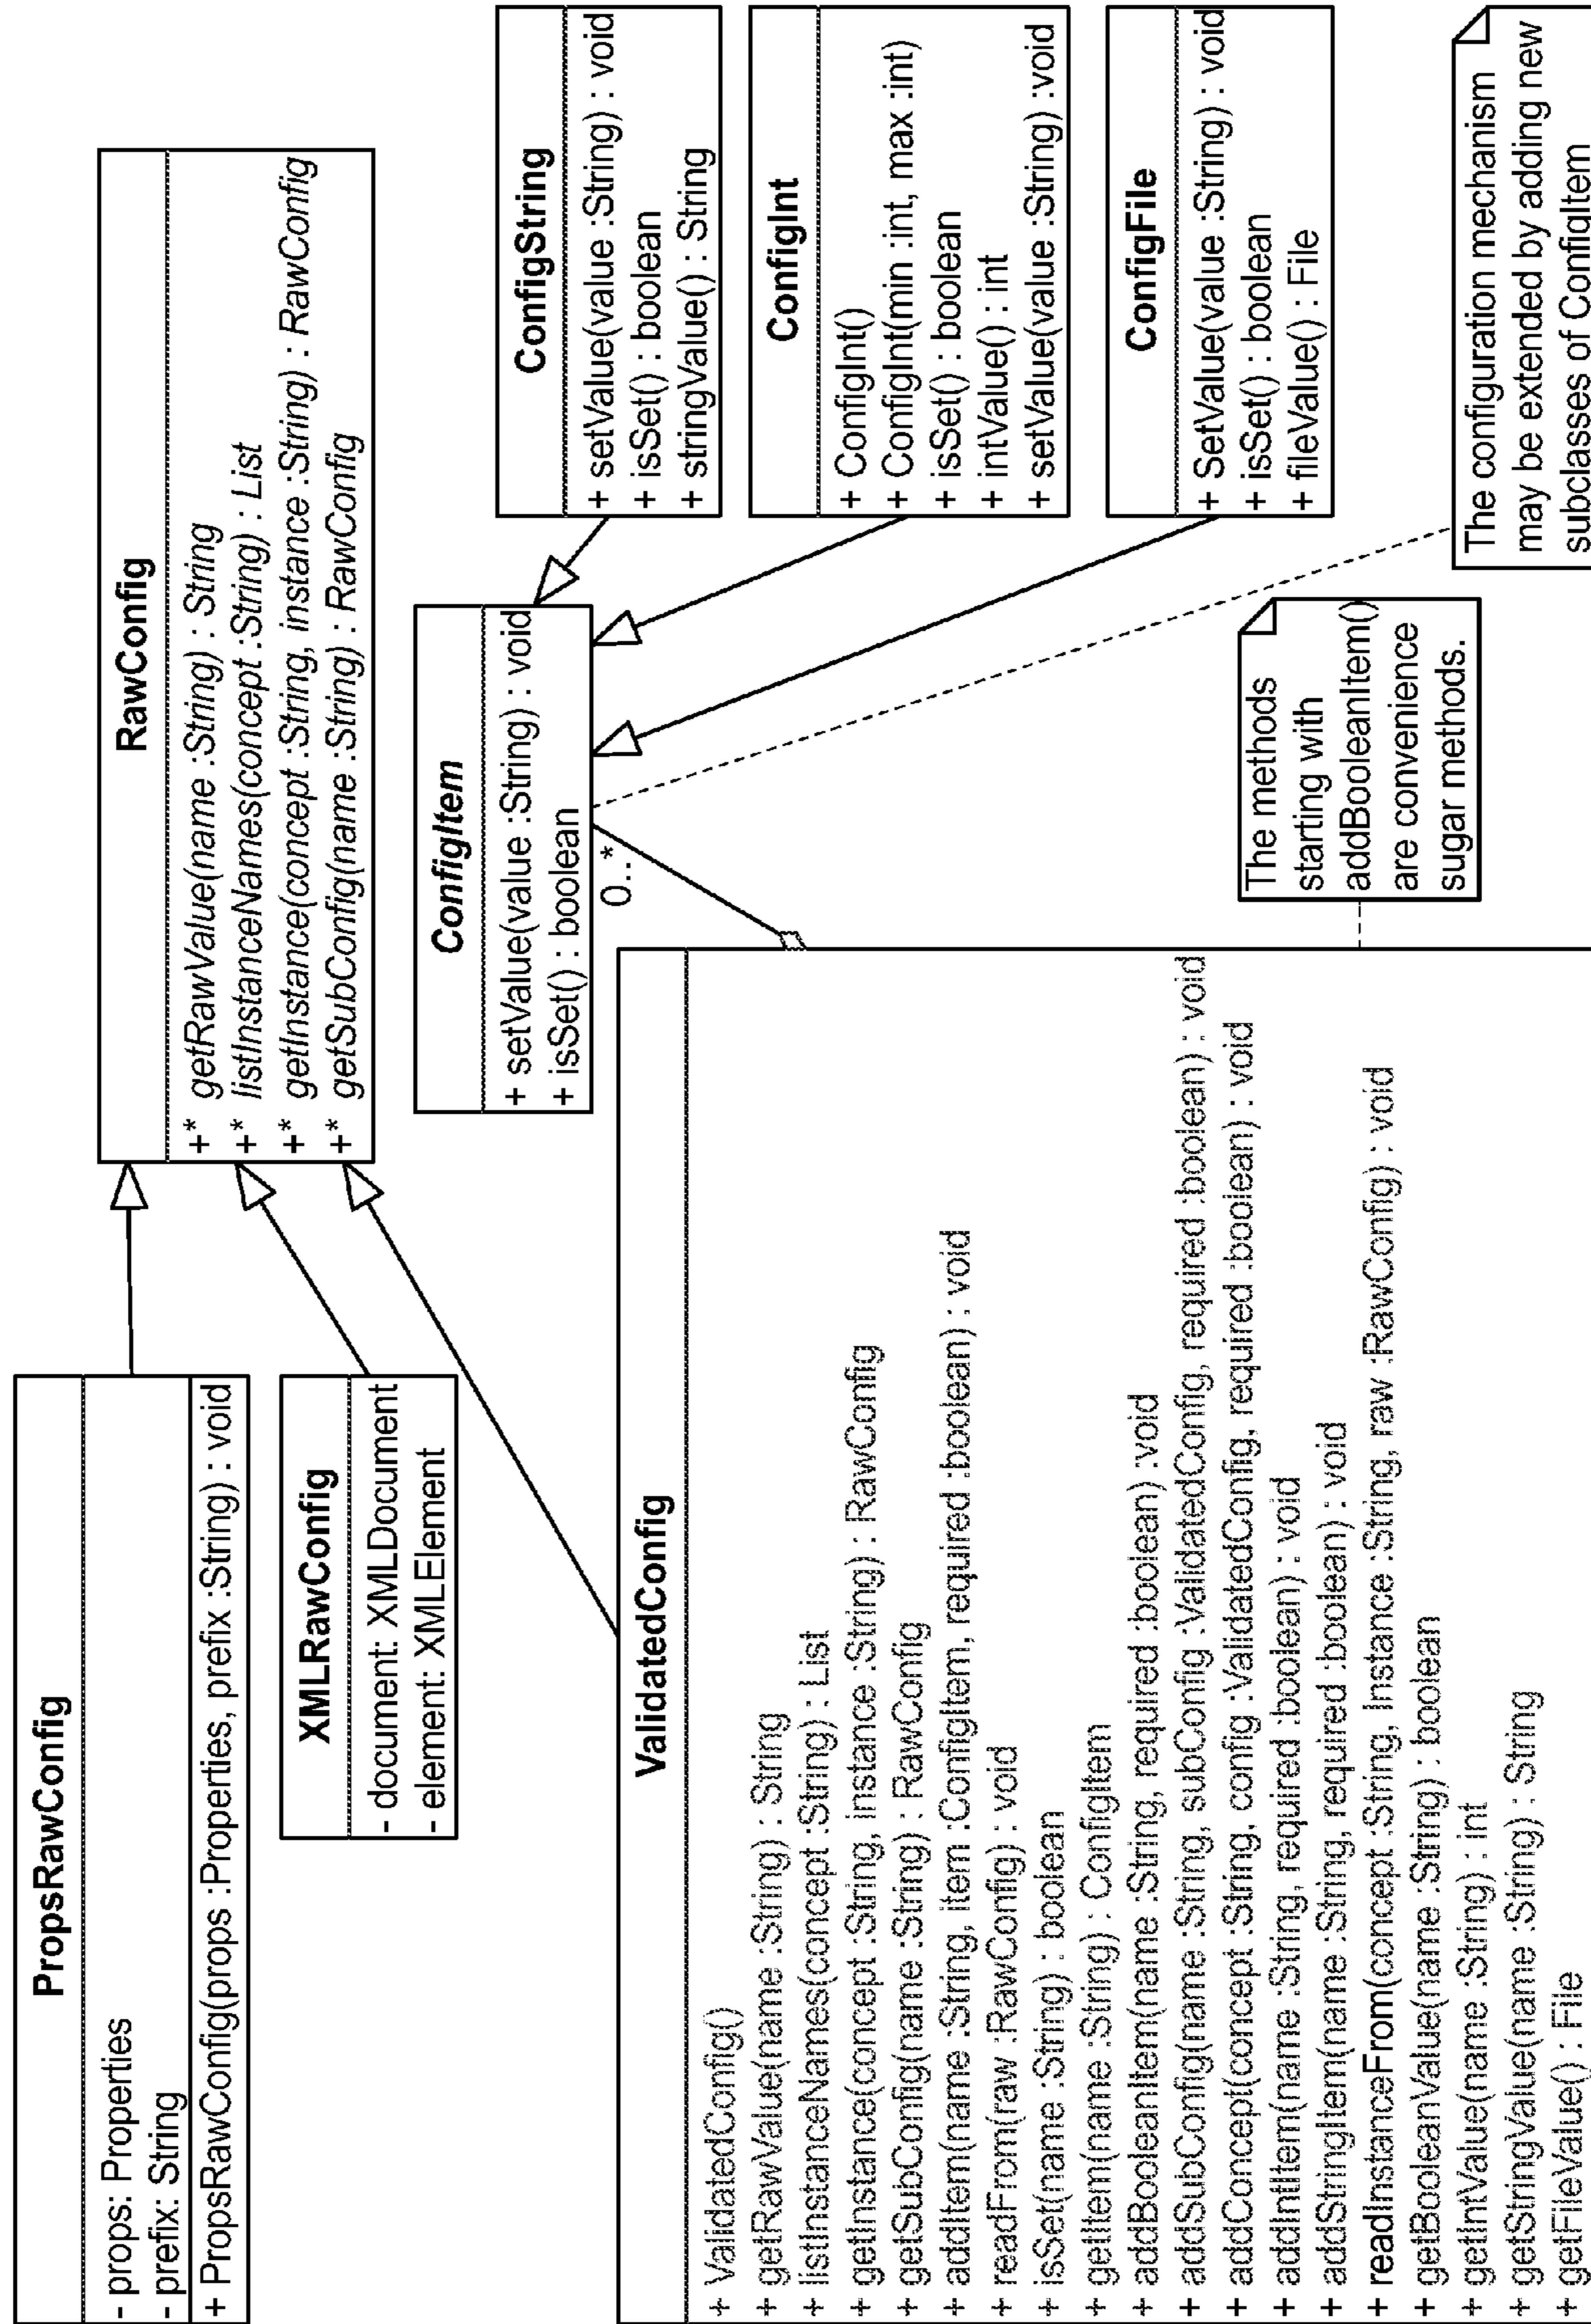 PropsRawConfig
- props: Properties
- prefix: String
+ PropsRawConfig(props :Properties, prefix :String) : void
RawConfig
+* getRawValue(name :String) : String
+* listInstanceNames(concept :String) : List
+* getInstance(concept :String, instance :String) : RawConfig
+* getSubConfig(name :String) : RawConfig
XMLRawConfig
- document: XMLDocument
- element: XMLElement
ConfigItem
+ setValue(value :String) : void
+ isSet() : boolean
0..*
ConfigString
+ setValue(value :String) : void
+ isSet() : boolean
+ stringValue() : String
ValidatedConfig
+ ValidatedConfig()
+ getRawValue(name :String) : String
+ listInstanceNames(concept :String) : List
+ getInstance(concept :String, instance :String) : RawConfig
+ getSubConfig(name :String) : RawConfig
+ addItem(name :String, item :ConfigItem, required :boolean) : void
+ readFrom(raw :RawConfig) : void
+ isSet(name :String) : boolean
+ getItem(name :String) : ConfigItem
+ addBooleanItem(name :String, required :boolean) :void
+ addSubConfig(name :String, subConfig :ValidatedConfig, required :boolean) : void
+ addConcept(concept :String, config :ValidatedConfig, required :boolean) : void
+ addIntItem(name :String, required :boolean) : void
+ addStringItem(name :String, required :boolean) : void
+ readInstanceFrom(concept :String, Instance :String, raw :RawConfig) : void
+ getBooleanValue(name :String) : boolean
+ getIntValue(name :String) : int
+ getStringValue(name :String) : String
+ getFileValue() : File
ConfigInt
+ ConfigInt()
+ ConfigInt(min :int, max :int)
+ isSet() : boolean
+ intValue() : int
+ setValue(value :String) :void
ConfigFile
+ SetValue(value :String) : void
+ isSet() : boolean
+ fileValue() : File
The methods
starting with
addBooleanItem()
are convenience
sugar methods.
The configuration mechanism
may be extended by adding new
subclasses of ConfigItem